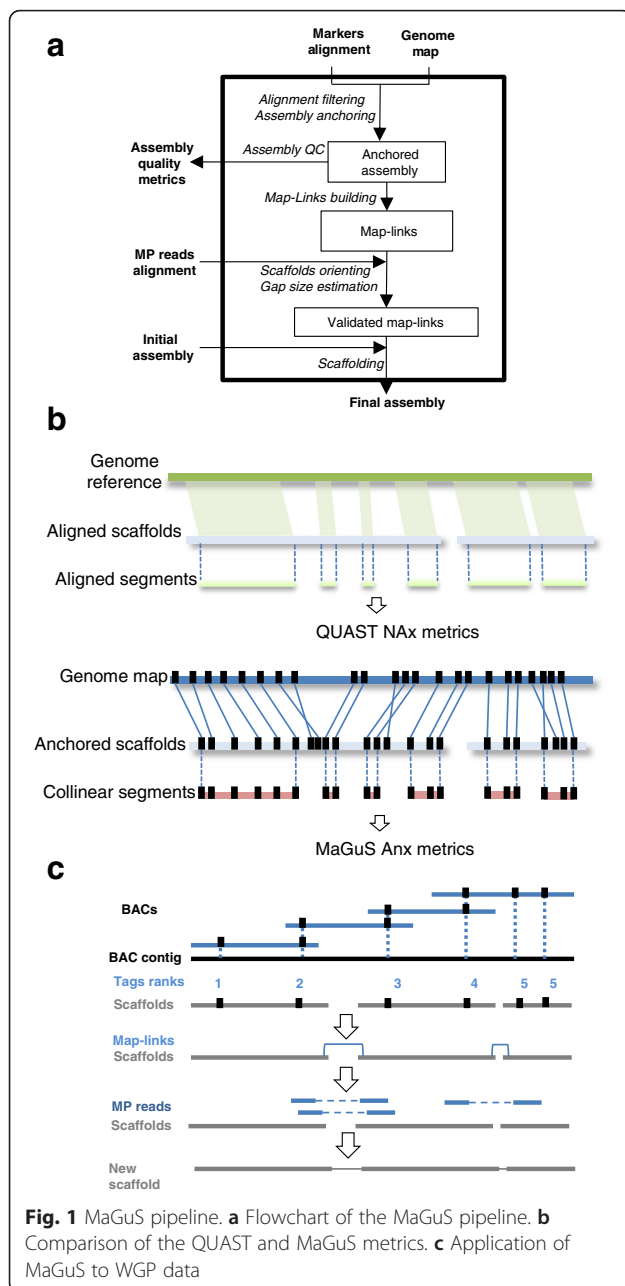 a
Markers alignment
Genome map
Alignment filtering
Assembly anchoring
Assembly quality metrics
Assembly QC
Anchored assembly
Map-Links building
Map-links
MP reads alignment
Scaffolds orienting
Gap size estimation
Validated map-links
Initial assembly
Scaffolding
Final assembly
b
Genome reference
Aligned scaffolds
Aligned segments
QUAST NAx metrics
Genome map
Anchored scaffolds
Collinear segments
MaGuS Anx metrics
c
BACs
BAC contig
Tags ranks 1 2 3 4 5 5
Scaffolds
Map-links
Scaffolds
MP reads
Scaffolds
New scaffold
Fig. 1 MaGuS pipeline. a Flowchart of the MaGuS pipeline. b
Comparison of the QUAST and MaGuS metrics. c Application of
MaGuS to WGP data